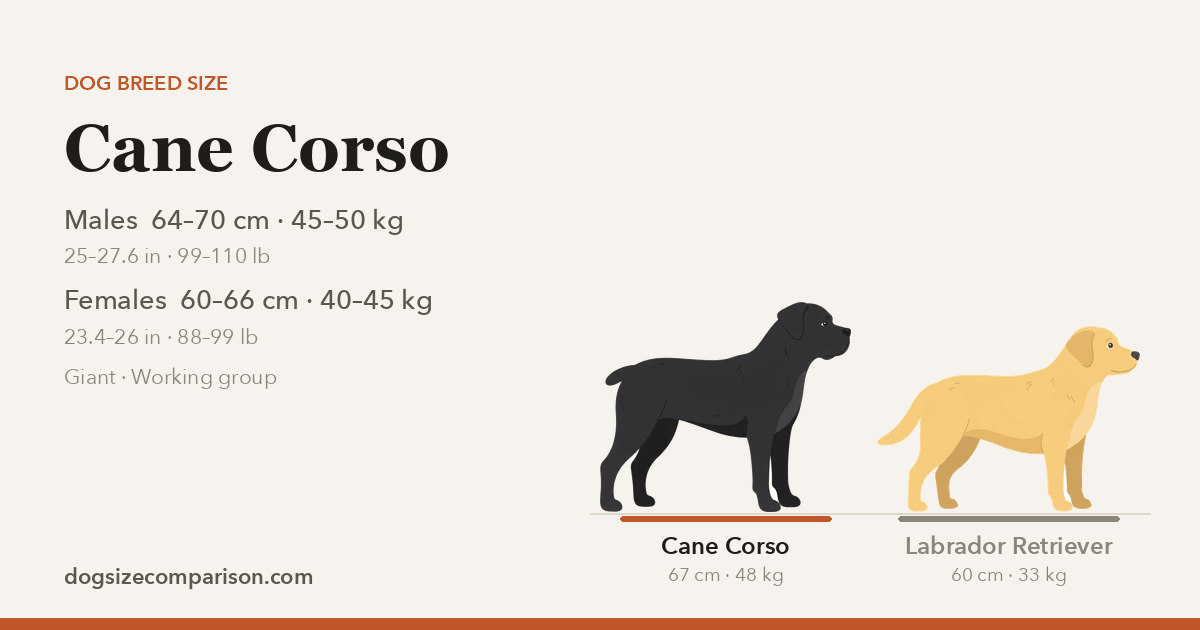 DOG BREED SIZE
Cane Corso
Males 64–70 cm · 45–50 kg
25–27.6 in · 99–110 lb
Females 60–66 cm · 40–45 kg
23.4–26 in · 88–99 lb
Giant · Working group
Cane Corso
67 cm · 48 kg
Labrador Retriever
60 cm · 33 kg
dogsizecomparison.com